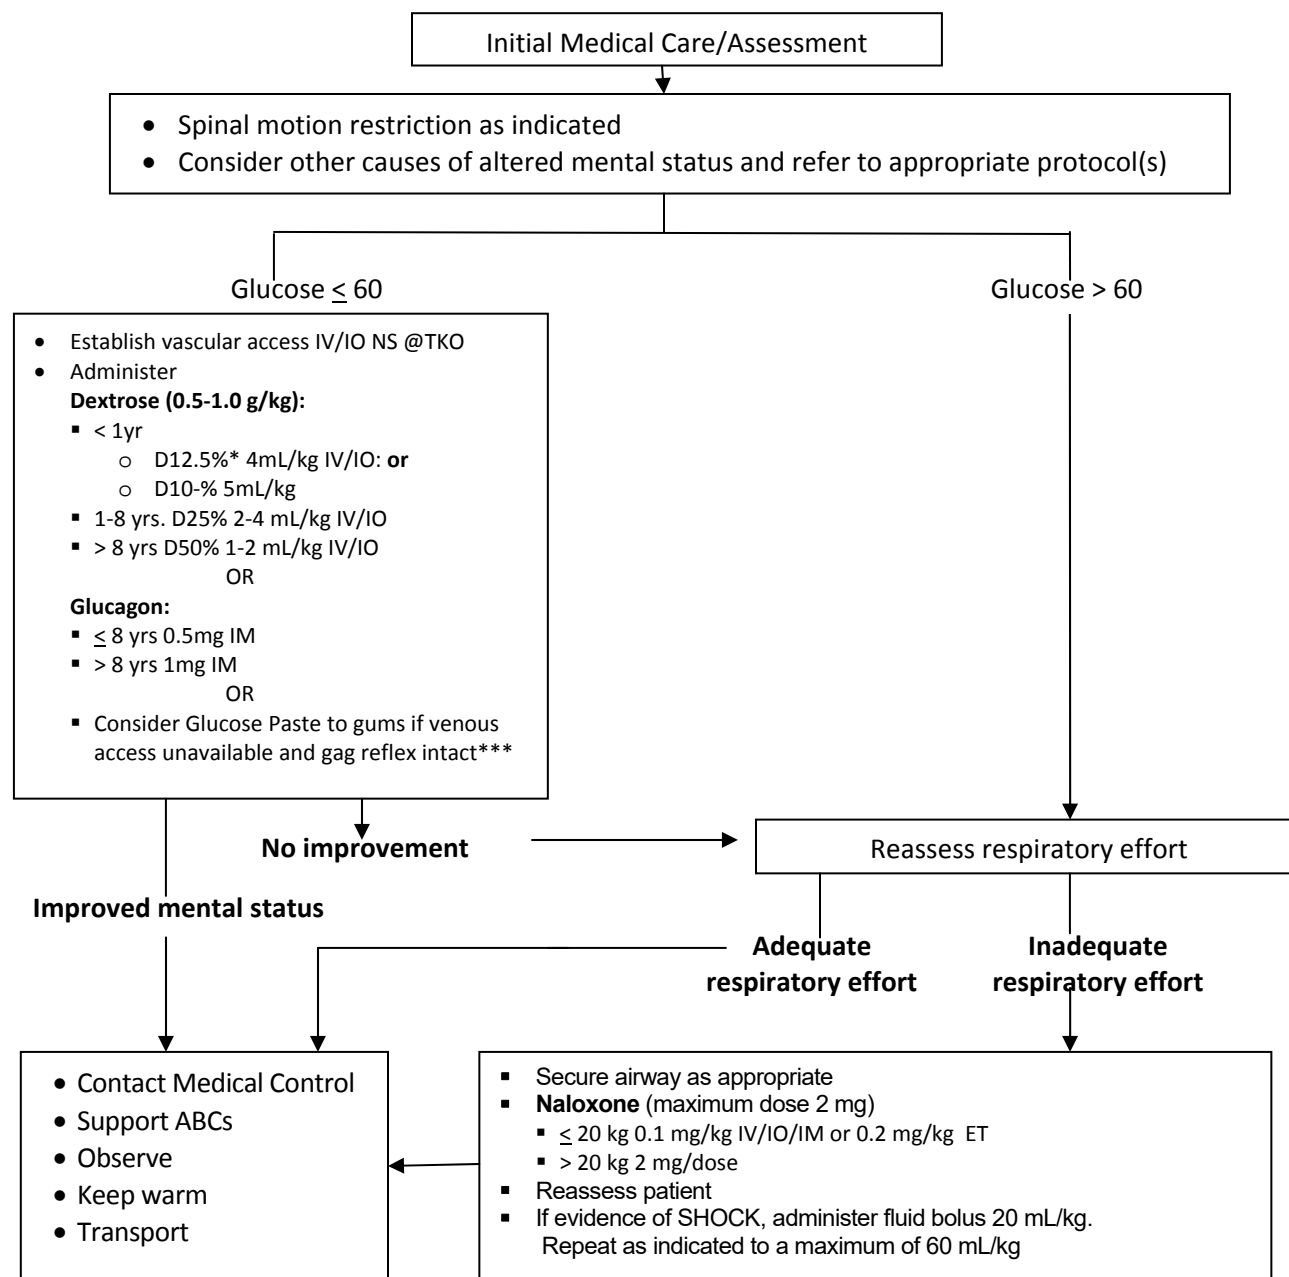 Initial Medical Care/Assessment
• Spinal motion restriction as indicated
• Consider other causes of altered mental status and refer to appropriate protocol(s)
Glucose ≤ 60
Glucose > 60
• Establish vascular access IV/IO NS @TKO
• Administer
Dextrose (0.5-1.0 g/kg):
▪ < 1yr
o D12.5%* 4mL/kg IV/IO: or
o D10-% 5mL/kg
▪ 1-8 yrs. D25% 2-4 mL/kg IV/IO
▪ > 8 yrs D50% 1-2 mL/kg IV/IO
OR
Glucagon:
▪ ≤ 8 yrs 0.5mg IM
▪ > 8 yrs 1mg IM
OR
▪ Consider Glucose Paste to gums if venous
access unavailable and gag reflex intact***
No improvement
Reassess respiratory effort
Improved mental status
Adequate
respiratory effort
Inadequate
respiratory effort
• Contact Medical Control
• Support ABCs
• Observe
• Keep warm
• Transport
▪ Secure airway as appropriate
▪ Naloxone (maximum dose 2 mg)
▪ ≤ 20 kg 0.1 mg/kg IV/IO/IM or 0.2 mg/kg ET
▪ > 20 kg 2 mg/dose
▪ Reassess patient
▪ If evidence of SHOCK, administer fluid bolus 20 mL/kg.
Repeat as indicated to a maximum of 60 mL/kg